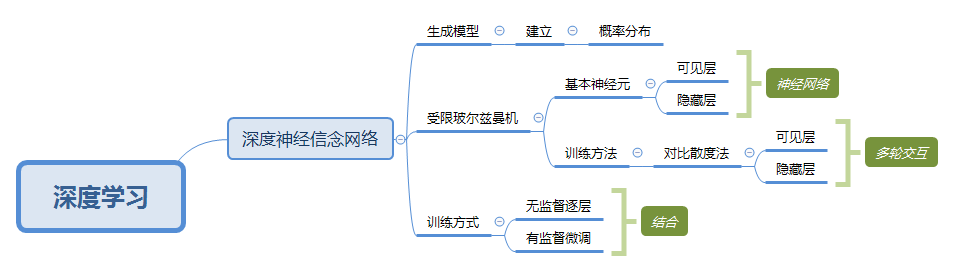 深度学习
深度神经信念网络
生成模型
建立
概率分布
受限玻尔兹曼机
基本神经元
可见层
隐藏层
神经网络
训练方法
对比散度法
可见层
隐藏层
多轮交互
训练方式
无监督逐层
有监督微调
结合